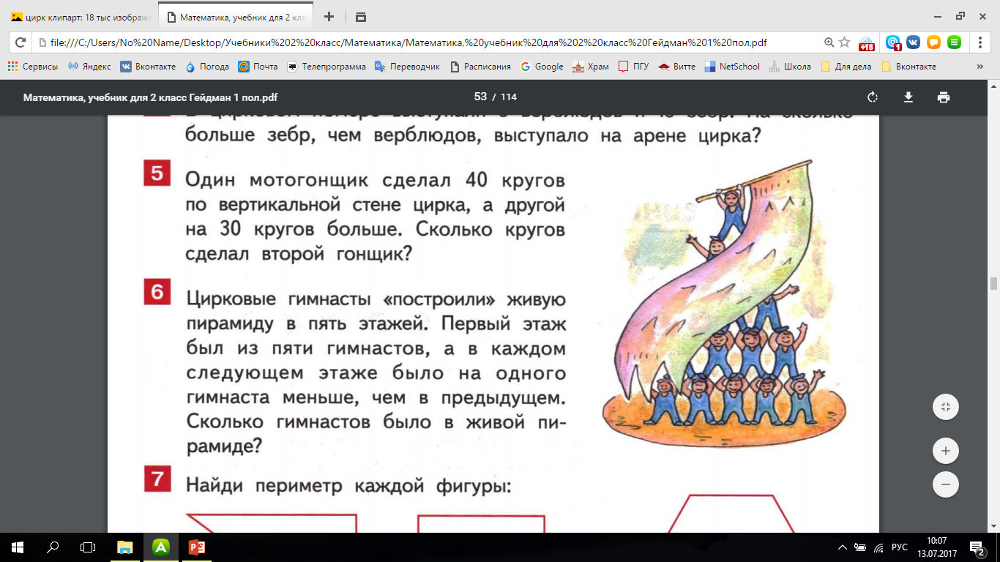 цирк клипарт: 18 тыс изображе
Математика, учебник для 2 кла
file:///C:/Users/No%20Name/Desktop/Учебники%202%20класс/Математика/Математика,%20учебник%20для%202%20класс%20Гейдман%201%20пол.pdf
+18
1
Сервисы Яндекс Вконтакте Погода Почта Телепрограмма Переводчик Расписания Google Храм ПГУ Витте NetSchool Школа Для дела Вконтакте »
Математика, учебник для 2 класс Гейдман 1 пол.pdf 53 / 114
больше зебр, чем верблюдов, выступало на арене цирка?
5
Один мотогонщик сделал 40 кругов
по вертикальной стене цирка, а другой
на 30 кругов больше. Сколько кругов
сделал второй гонщик?
6
Цирковые гимнасты «построили» живую
пирамиду в пять этажей. Первый этаж
был из пяти гимнастов, а в каждом
следующем этаже было на одного
гимнаста меньше, чем в предыдущем.
Сколько гимнастов было в живой пи-
рамиде?
7
Найди периметр каждой фигуры:
РУС
10:07
13.07.2017
2